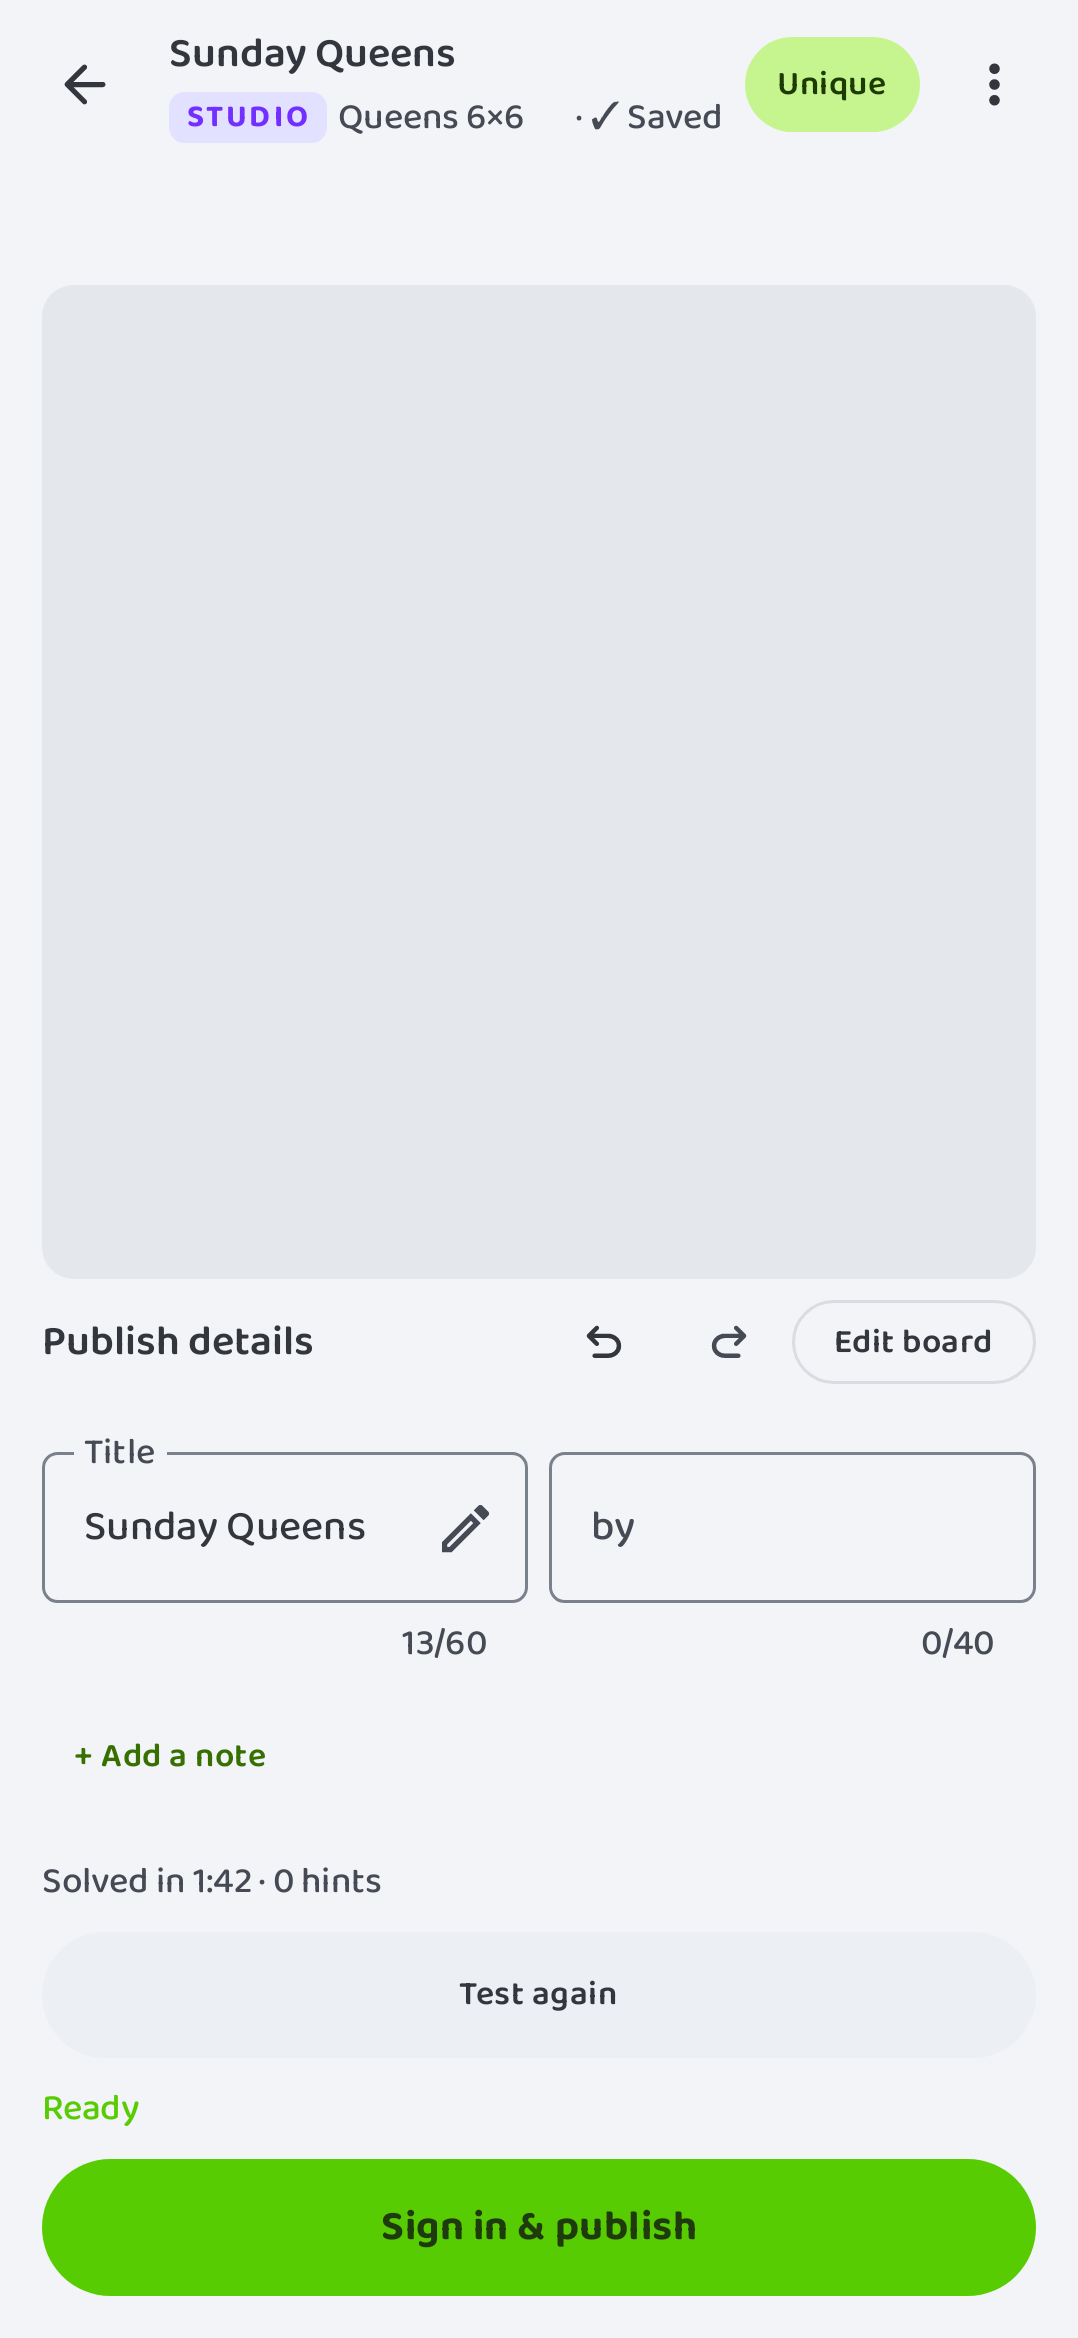 Sunday Queens
STUDIO Queens 6×6 · ✓ Saved
Unique
Publish details
Edit board
Title
Sunday Queens
by
13/60
0/40
+ Add a note
Solved in 1:42 · 0 hints
Test again
Ready
Sign in & publish